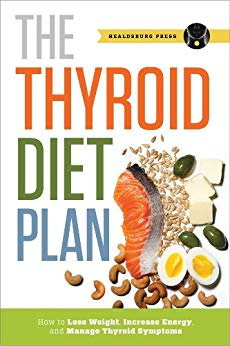 HEALDSBURG PRESS
THE
THYROID
DIET
PLAN
How to Lose Weight, Increase Energy,
and Manage Thyroid Symptoms